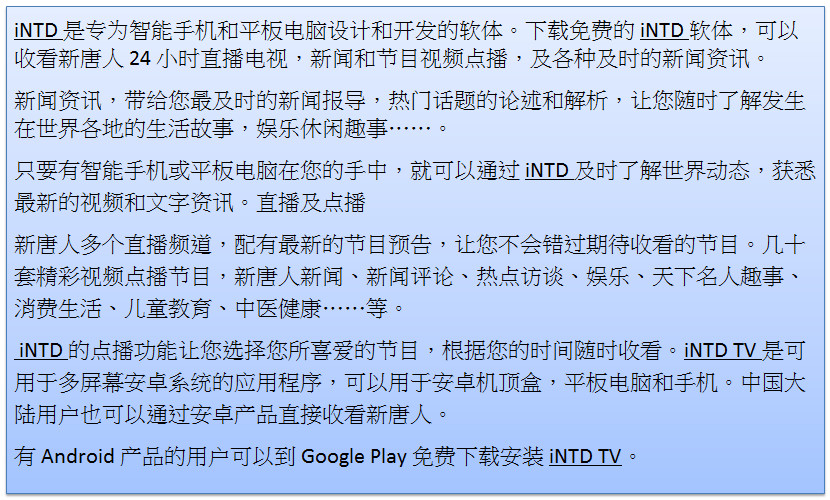 iNTD 是专为智能手机和平板电脑设计和开发的软体。下载免费的 iNTD 软体，可以
收看新唐人 24 小时直播电视，新闻和节目视频点播，及各种及时的新闻资讯。
新闻资讯，带给您最及时的新闻报导，热门话题的论述和解析，让您随时了解发生
在世界各地的生活故事，娱乐休闲趣事……。
只要有智能手机或平板电脑在您的手中，就可以通过 iNTD 及时了解世界动态，获悉
最新的视频和文字资讯。直播及点播
新唐人多个直播频道，配有最新的节目预告，让您不会错过期待收看的节目。几十
套精彩视频点播节目，新唐人新闻、新闻评论、热点访谈、娱乐、天下名人趣事、
消费生活、儿童教育、中医健康……等。
iNTD 的点播功能让您选择您所喜爱的节目，根据您的时间随时收看。iNTD TV 是可
用于多屏幕安卓系统的应用程序，可以用于安卓机顶盒，平板电脑和手机。中国大
陆用户也可以通过安卓产品直接收看新唐人。
有 Android 产品的用户可以到 Google Play 免费下载安装 iNTD TV。